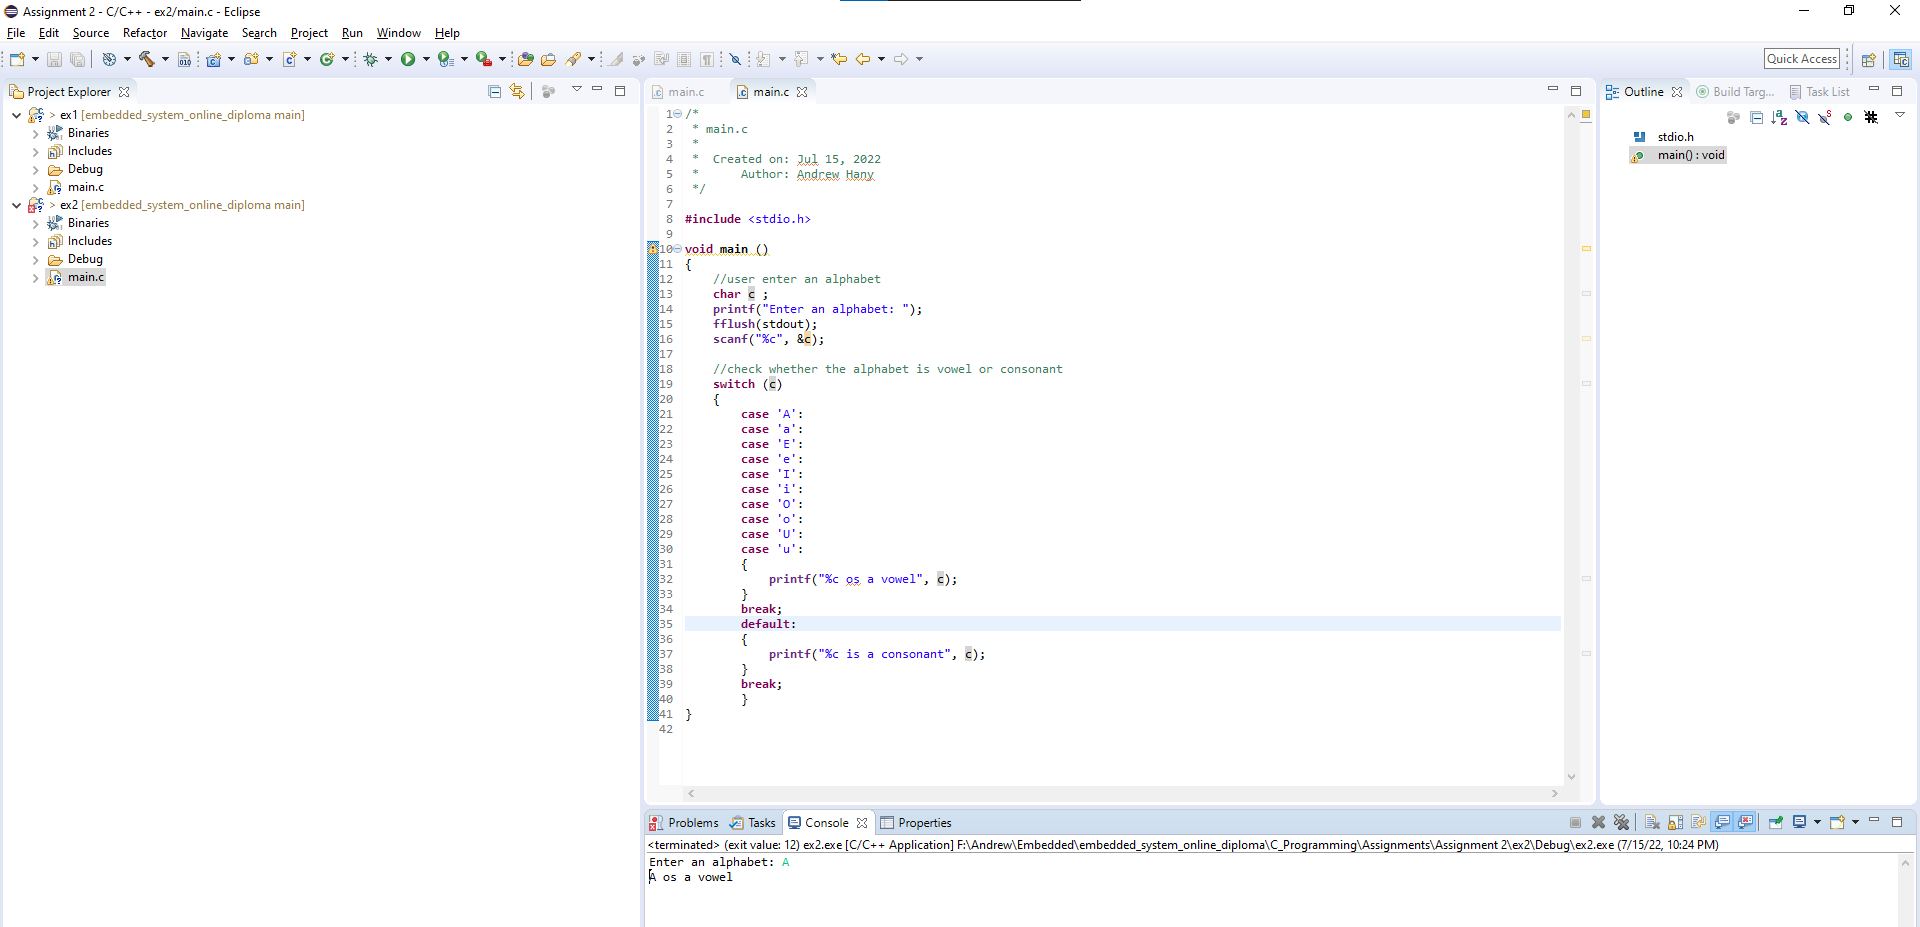 Assignment 2 - C/C++ - ex2/main.c - Eclipse
File Edit Source Refactor Navigate Search Project Run Window Help
Quick Access
Project Explorer
> ex1 [embedded_system_online_diploma main]
Binaries
Includes
Debug
main.c
> ex2 [embedded_system_online_diploma main]
Binaries
Includes
Debug
main.c
main.c main.c
1 /*
2  * main.c
3  *
4  *  Created on: Jul 15, 2022
5  *      Author: Andrew Hany
6  */
7
8 #include <stdio.h>
9
10 void main ()
11 {
12     //user enter an alphabet
13     char c ;
14     printf("Enter an alphabet: ");
15     fflush(stdout);
16     scanf("%c", &c);
17
18     //check whether the alphabet is vowel or consonant
19     switch (c)
20     {
21         case 'A':
22         case 'a':
23         case 'E':
24         case 'e':
25         case 'I':
26         case 'i':
27         case 'O':
28         case 'o':
29         case 'U':
30         case 'u':
31         {
32             printf("%c os a vowel", c);
33         }
34         break;
35         default:
36         {
37             printf("%c is a consonant", c);
38         }
39         break;
40         }
41 }
42
Outline Build Targ... Task List
stdio.h
main() : void
Problems Tasks Console Properties
<terminated> (exit value: 12) ex2.exe [C/C++ Application] F:\Andrew\Embedded\embedded_system_online_diploma\C_Programming\Assignments\Assignment 2\ex2\Debug\ex2.exe (7/15/22, 10:24 PM)
Enter an alphabet: A
A os a vowel